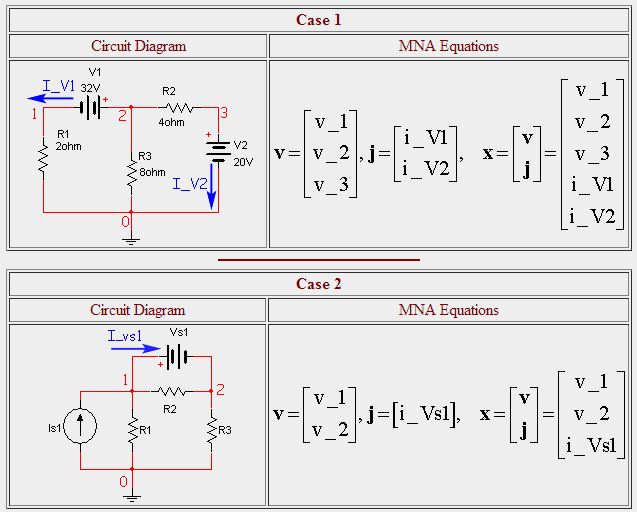 Case 1
Circuit Diagram
MNA Equations
I_V1
V1
32V
+
1
2
R2
4ohm
3
R1
2ohm
R3
8ohm
+
V2
20V
I_V2
0
v = [v_1 v_2 v_3], j = [i_V1 i_V2], x = [v j] = [v_1 v_2 v_3 i_V1 i_V2]
Case 2
Circuit Diagram
MNA Equations
I_vs1
Vs1
+
1
2
R2
Is1
R1
R3
0
v = [v_1 v_2], j = [i_Vs1], x = [v j] = [v_1 v_2 i_Vs1]